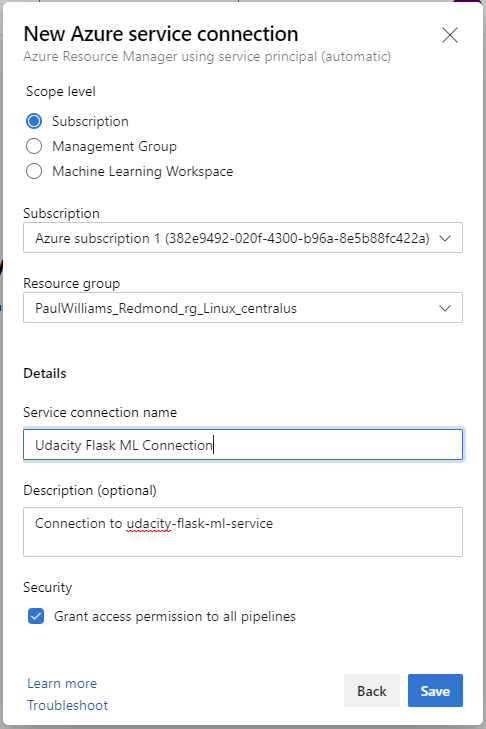 New Azure service connection
Azure Resource Manager using service principal (automatic)
Scope level
Subscription
Management Group
Machine Learning Workspace
Subscription
Azure subscription 1 (382e9492-020f-4300-b96a-8e5b88fc422a)
Resource group
PaulWilliams_Redmond_rg_Linux_centralus
Details
Service connection name
Udacity Flask ML Connection
Description (optional)
Connection to udacity-flask-ml-service
Security
Grant access permission to all pipelines
Learn more
Troubleshoot
Back
Save